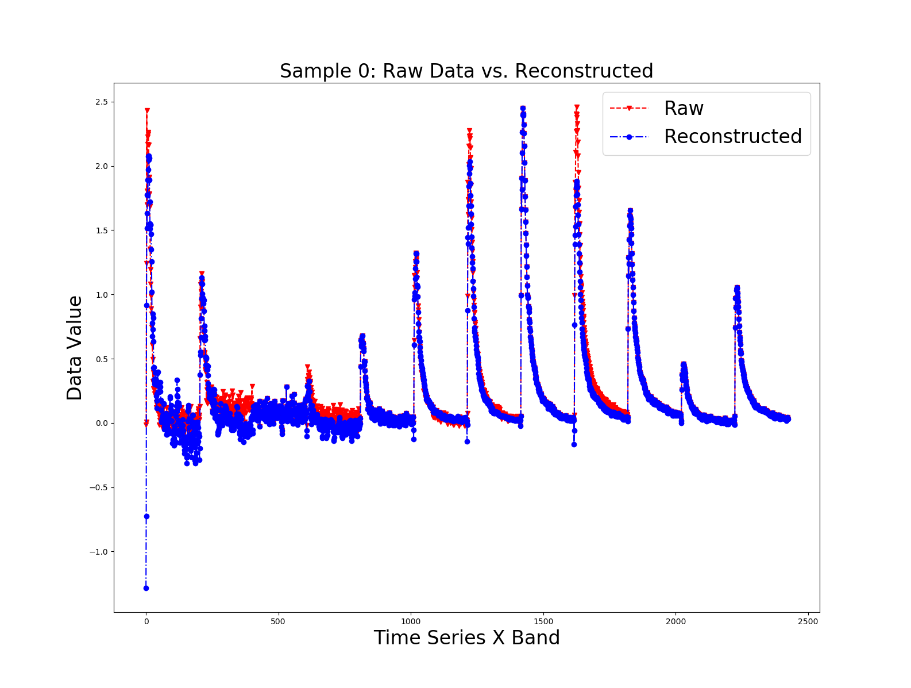 Sample 0: Raw Data vs. Reconstructed
Raw
Reconstructed
Data Value
2.5
2.0
1.5
1.0
0.5
0.0
−0.5
−1.0
0
500
1000
1500
2000
2500
Time Series X Band